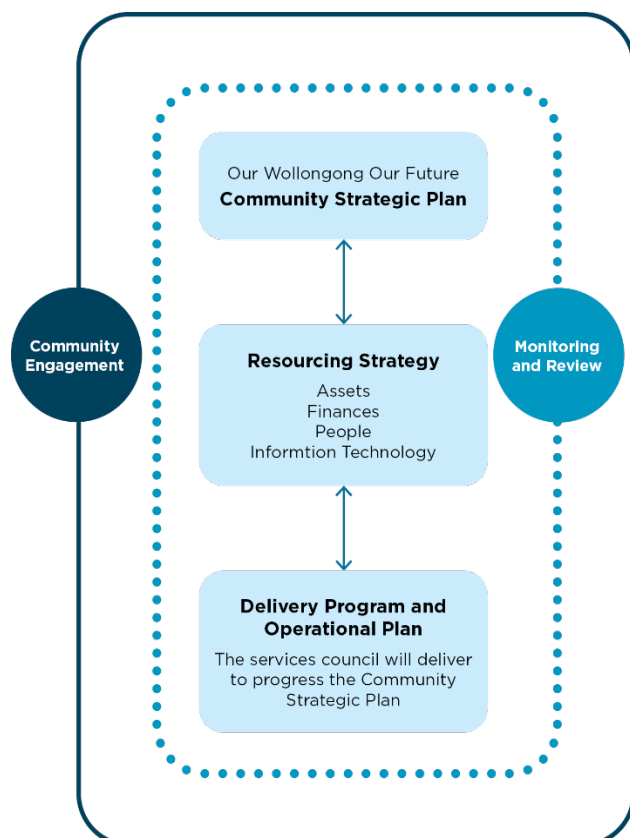 Our Wollongong Our Future
Community Strategic Plan
Community
Engagement
Resourcing Strategy
Assets
Finances
People
Informtion Technology
Monitoring
and Review
Delivery Program and
Operational Plan
The services council will deliver
to progress the Community
Strategic Plan